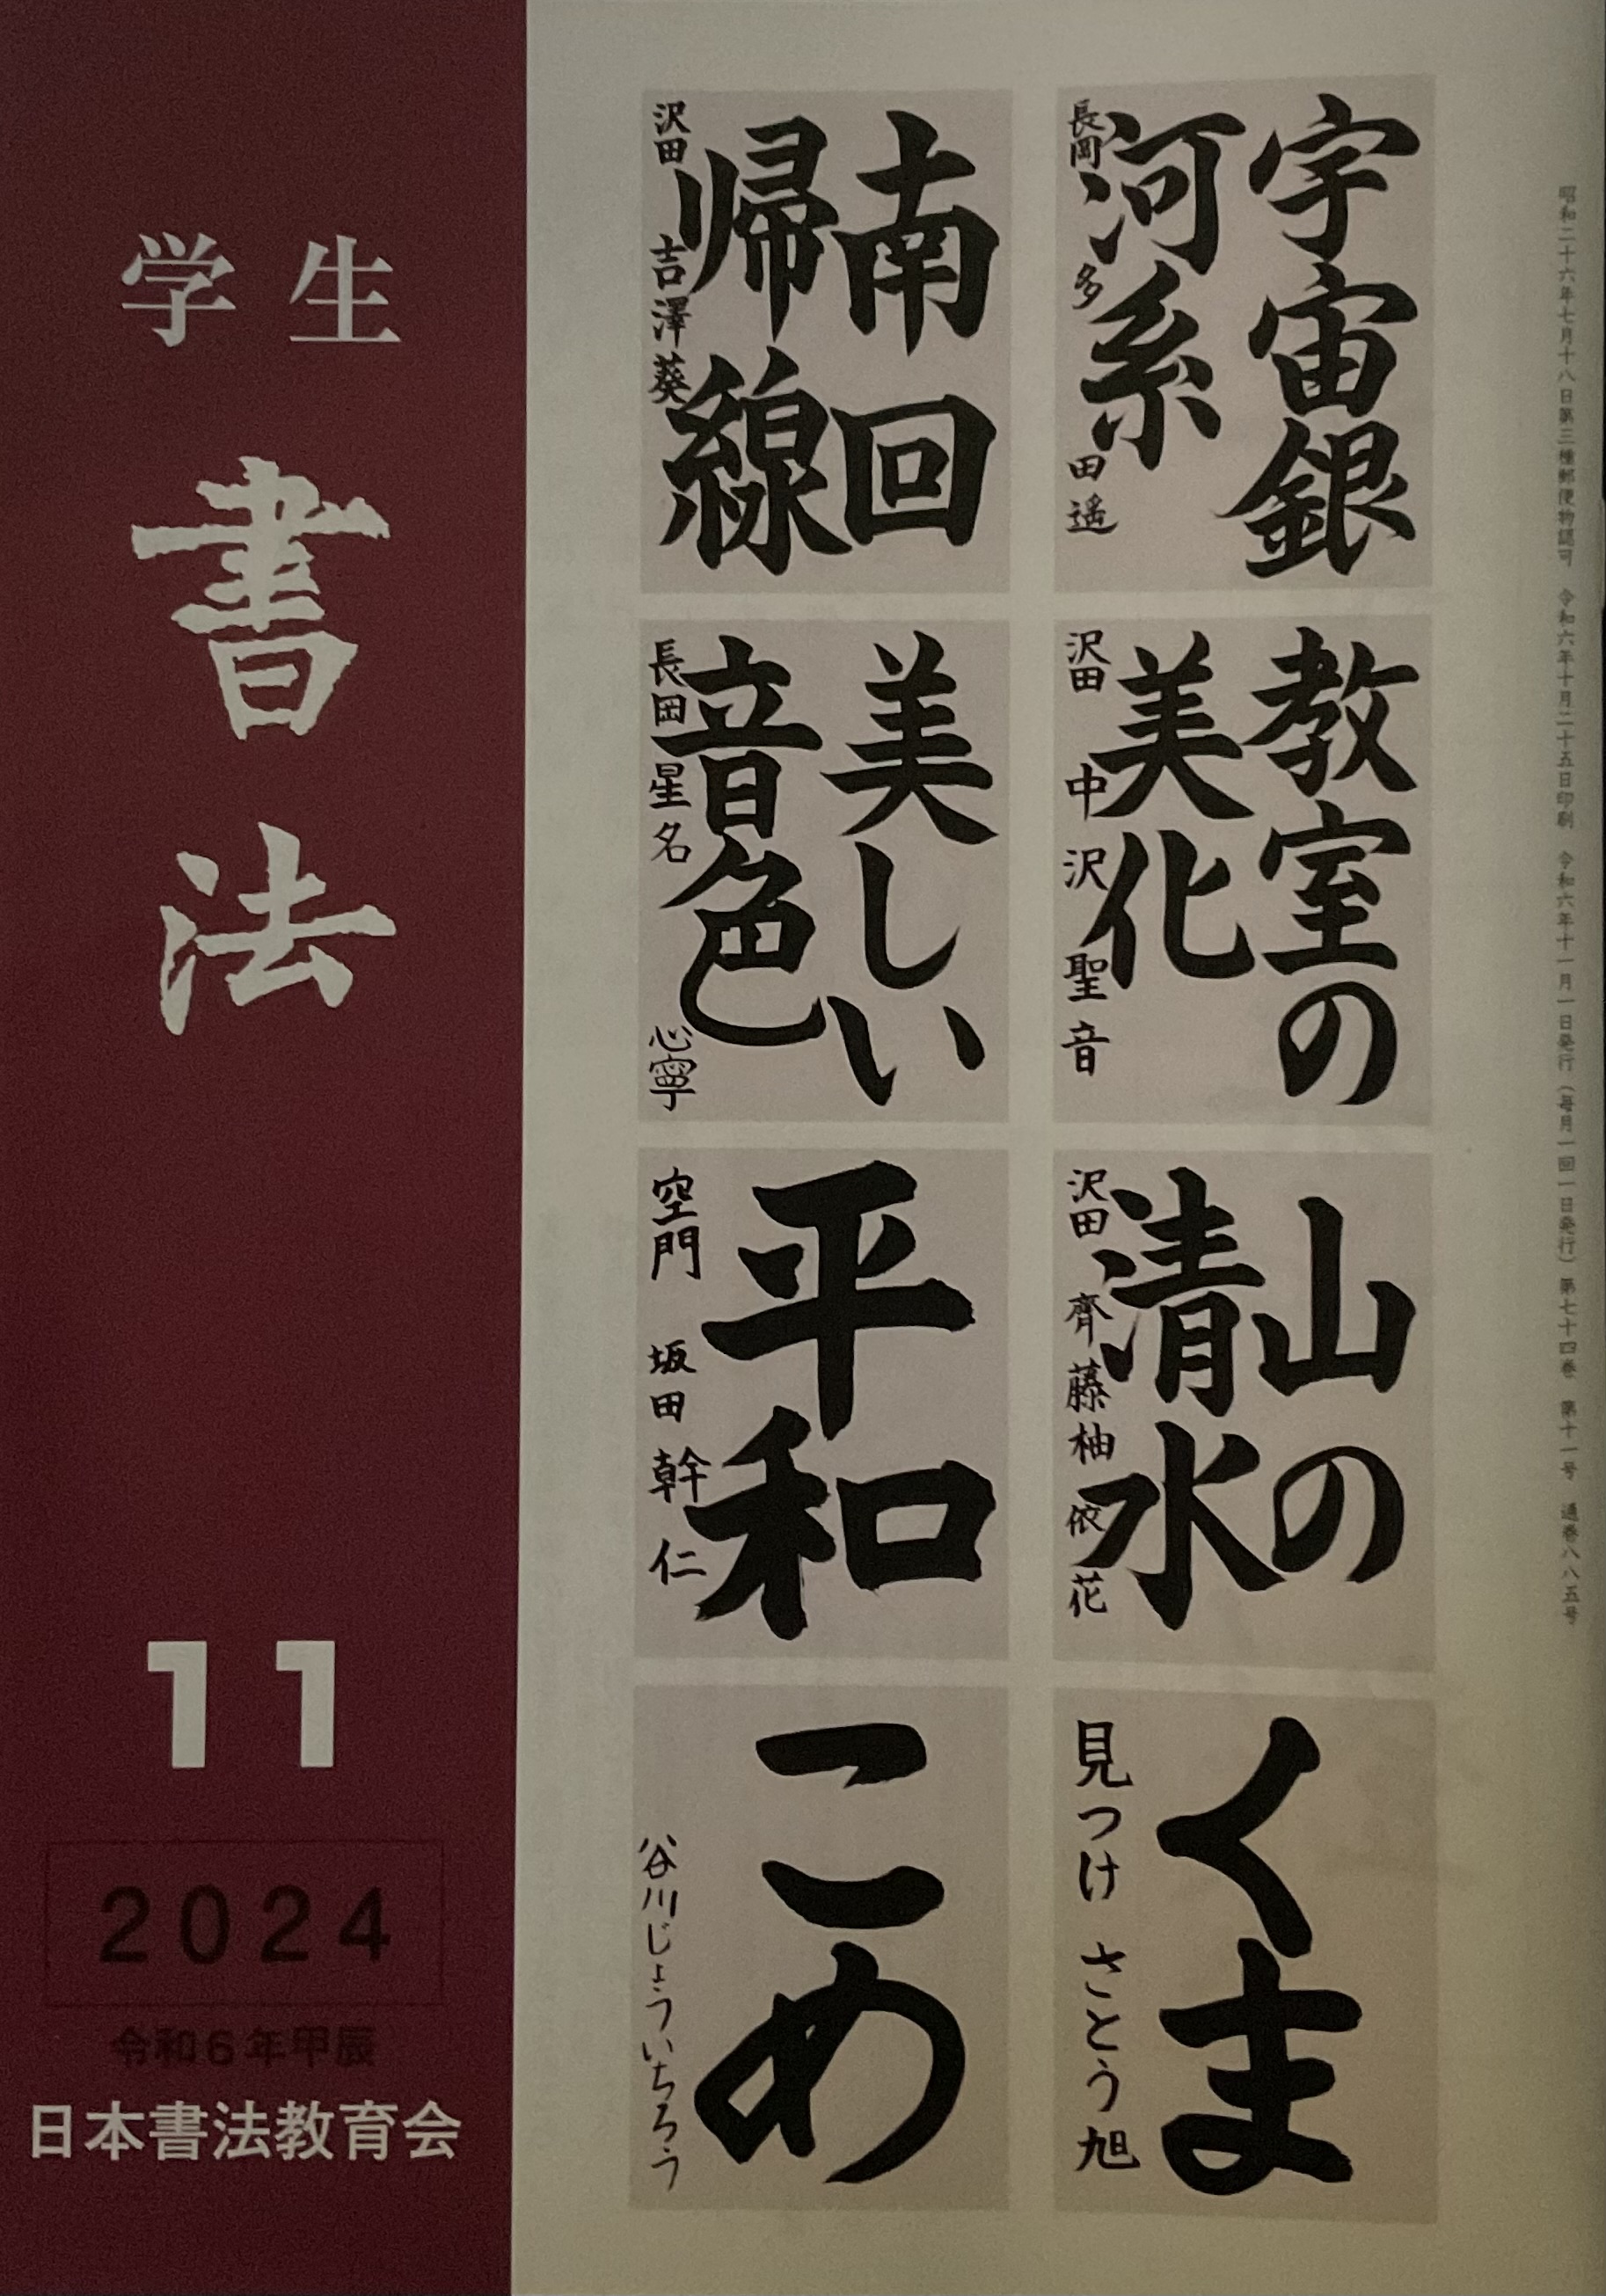 学生
書法
11
2024
令和6年甲辰
日本書法教育会
宇宙銀
河系
長岡 多田遥
南回
帰線
沢田 吉澤葵
教室の
美化
沢田 中沢聖音
美しい
音色
長岡 星名心寧
山の
清水
沢田 齊藤柚依花
平和
空門 坂田幹仁
くま
見つけ さとう旭
こめ
谷川じょういちろう
昭和二十六年七月十八日第三種郵便物認可 令和六年十月二十五日印刷 令和六年十一月一日発行（毎月一回一日発行）第七十四巻 第十一号 通巻八八五号